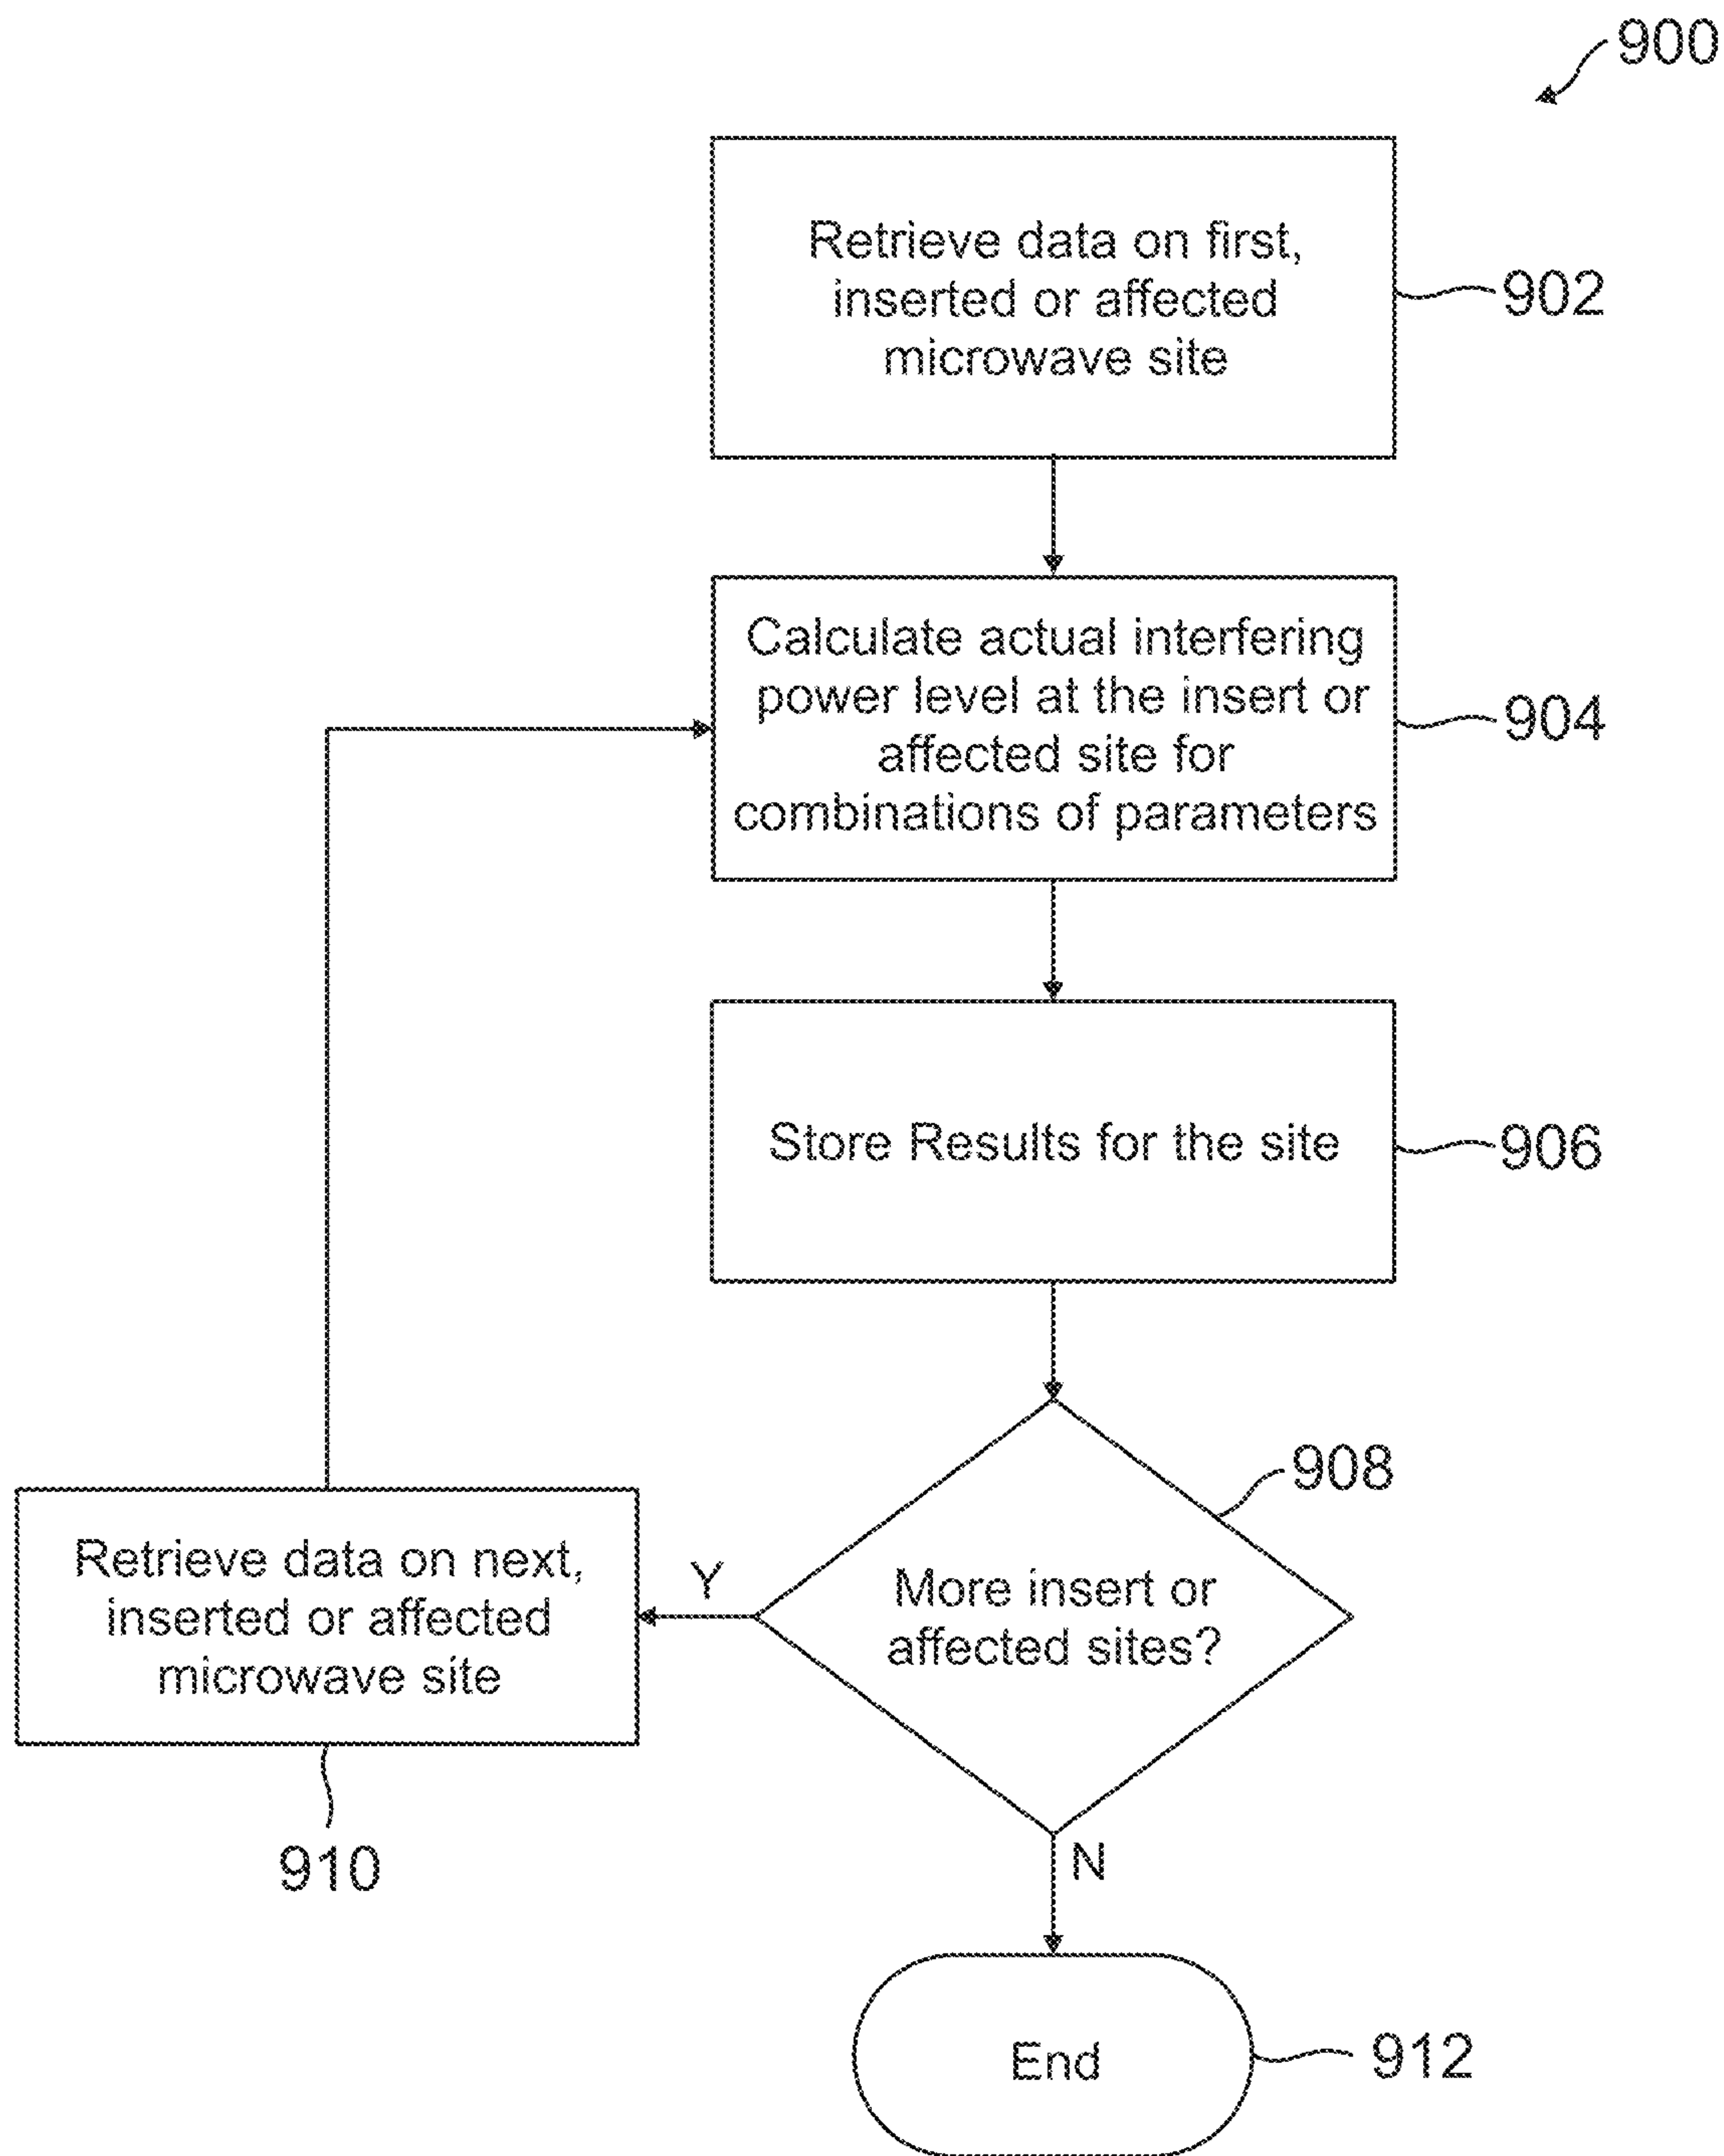 900
Retrieve data on first,
inserted or affected
microwave site
902
Calculate actual interfering
power level at the insert or
affected site for
combinations of parameters
904
Store Results for the site
906
908
More insert or
affected sites?
Y
Retrieve data on next,
inserted or affected
microwave site
910
N
End
912